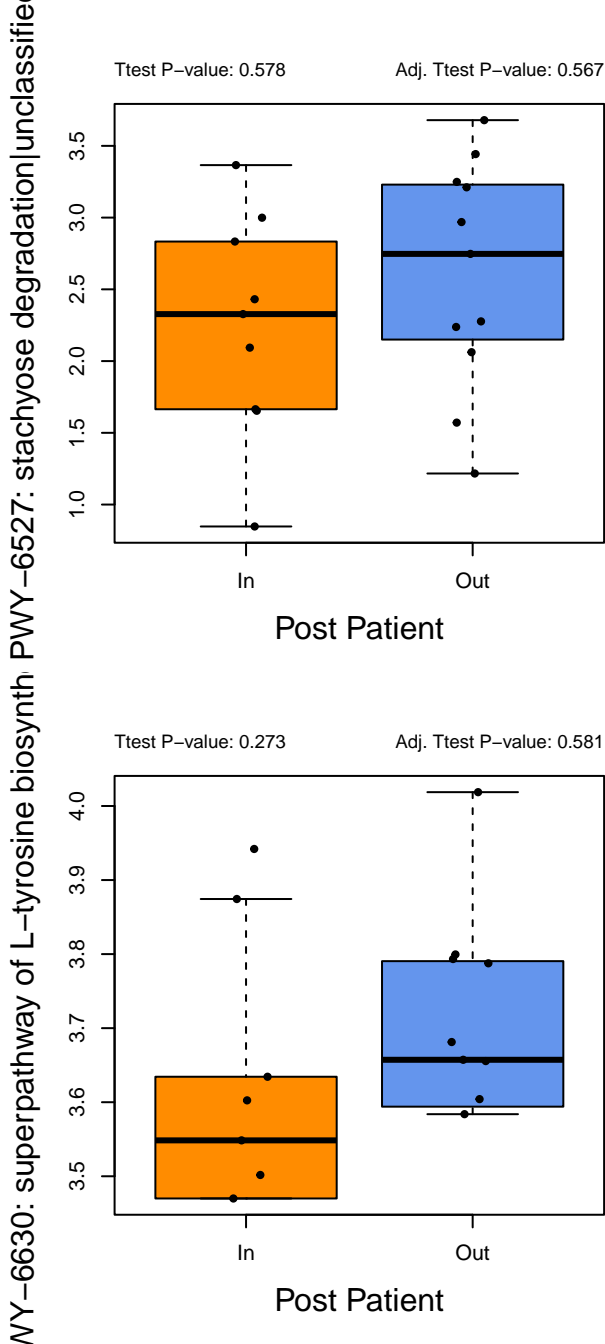 Ttest P−value: 0.578
Adj. Ttest P−value: 0.567
PWY−6527: stachyose degradation|unclassified
3.5
3.0
2.5
2.0
1.5
1.0
In
Out
Post Patient
Ttest P−value: 0.273
Adj. Ttest P−value: 0.581
WY−6630: superpathway of L−tyrosine biosynth
4.0
3.9
3.8
3.7
3.6
3.5
In
Out
Post Patient